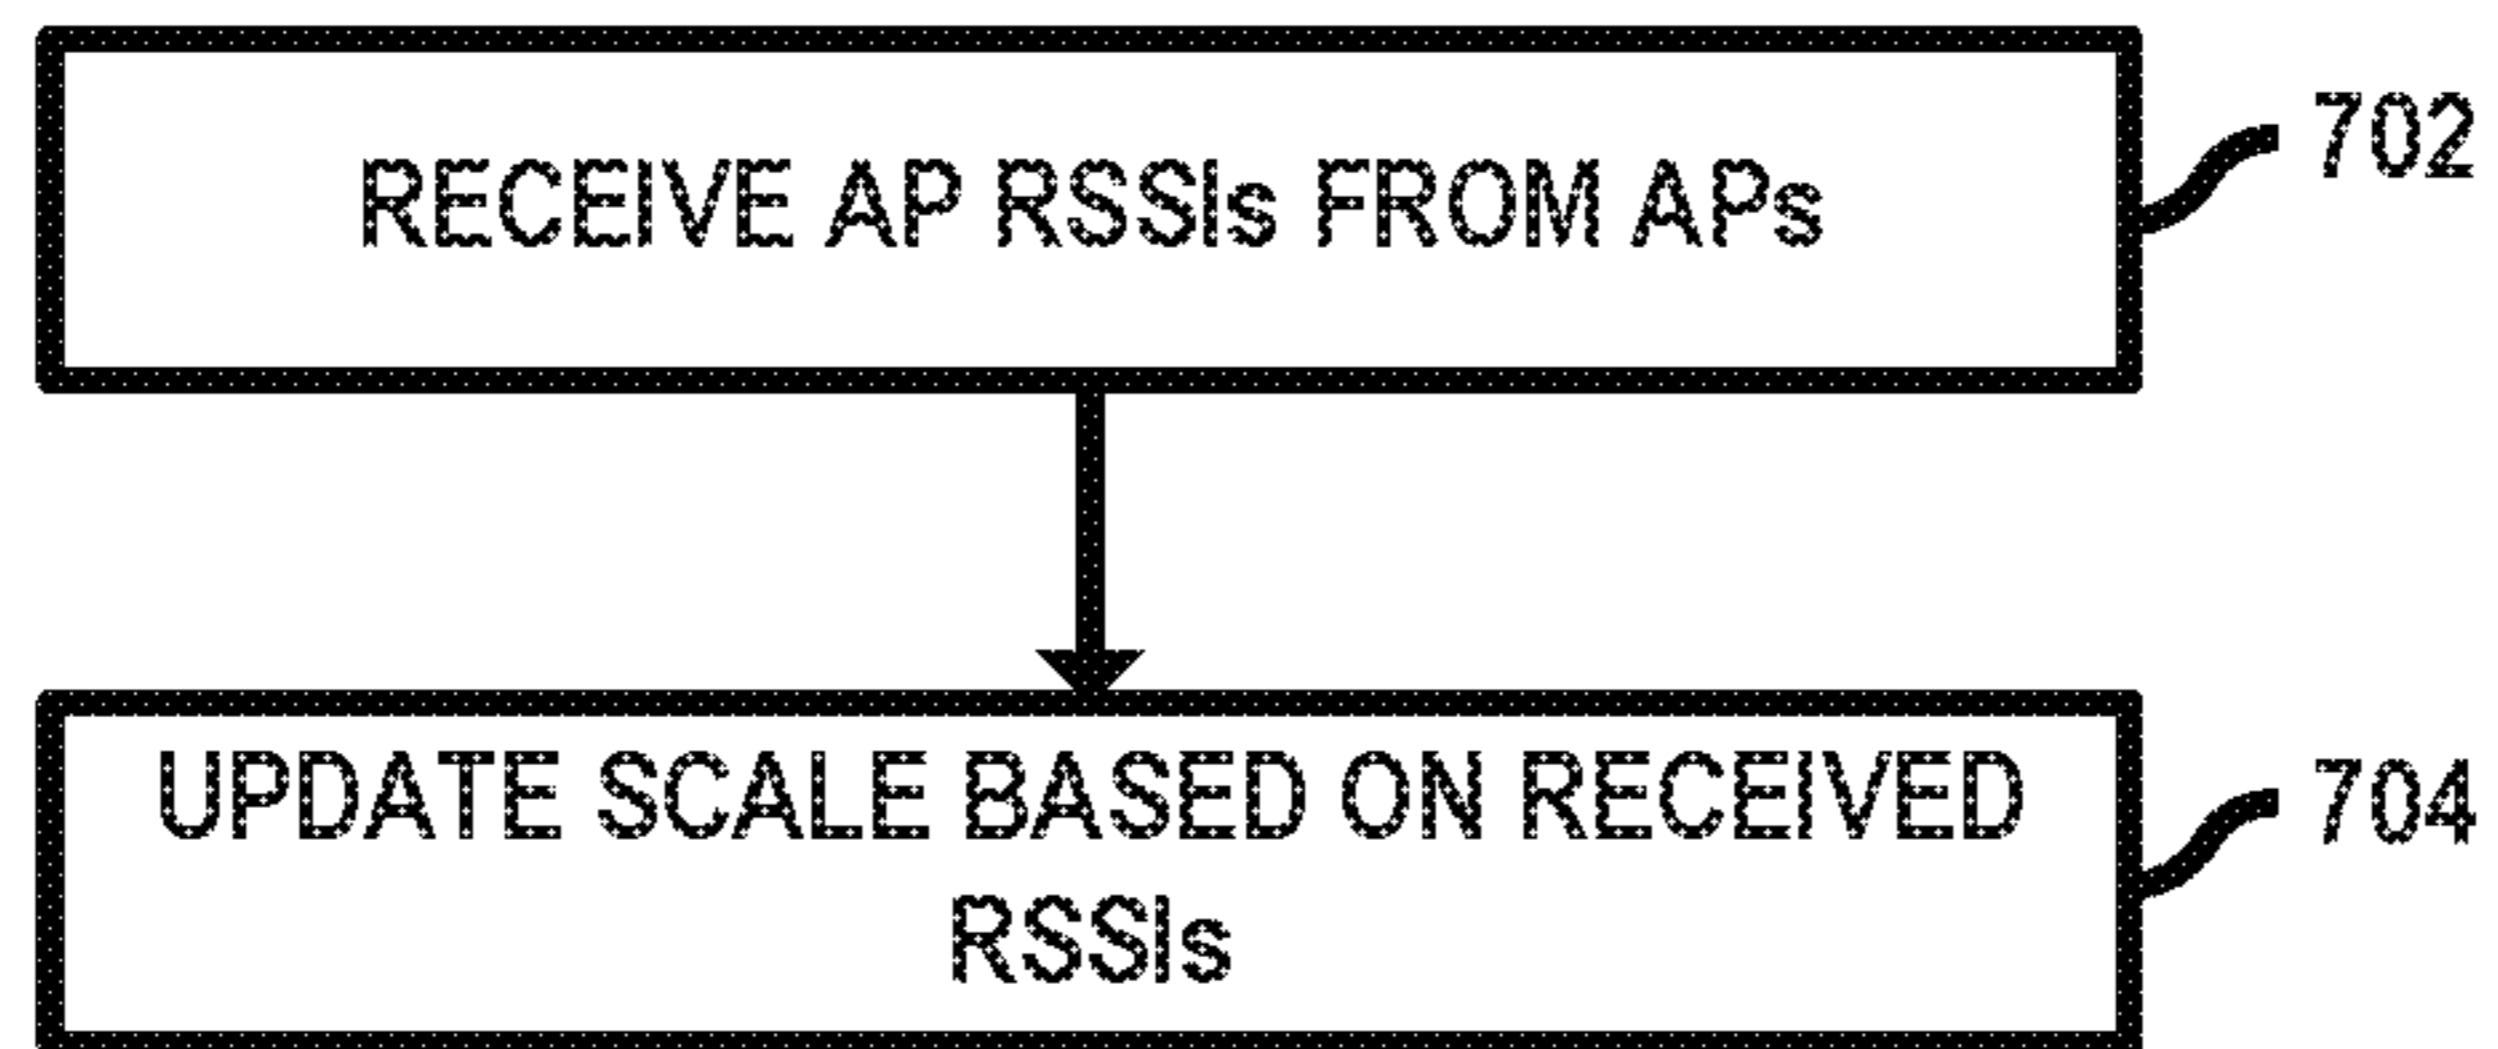 RECEIVE AP RSSIs FROM APs
702
UPDATE SCALE BASED ON RECEIVED
RSSIs
704